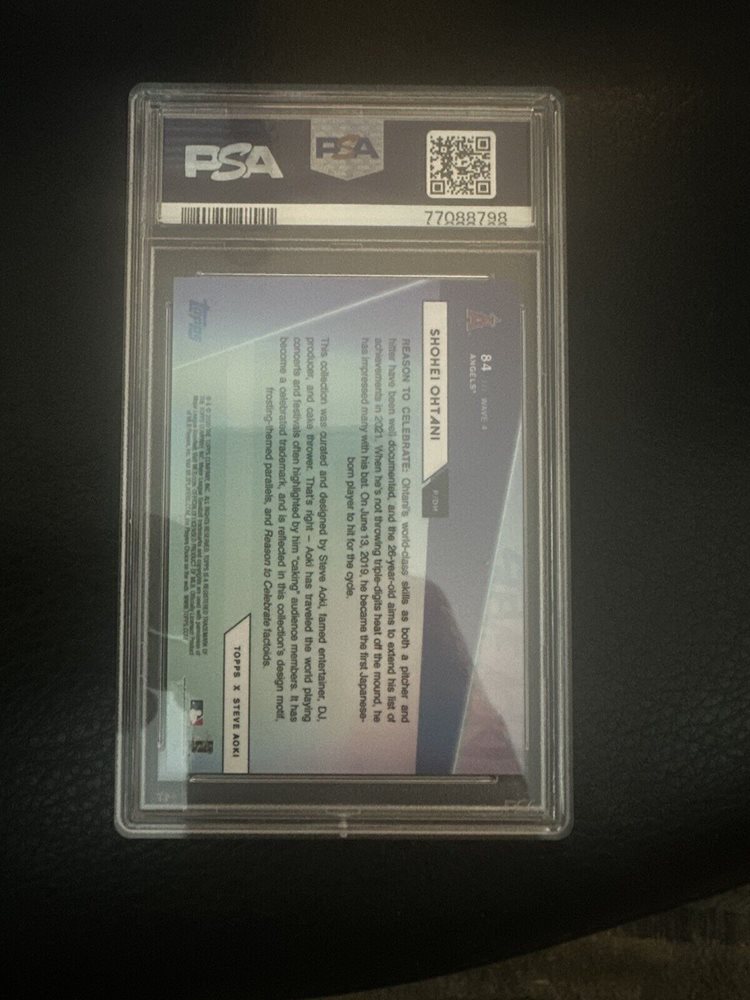 PSA
PSA
77088798
84 WAVE 4
ANGELS
SHOHEI OHTANI
P/DH
REASON TO CELEBRATE: Ohtani's world-class skills as both a pitcher and
hitter have been well documented, and the 26-year-old aims to extend his list of
achievements in 2021. When he's not throwing triple-digits heat off the mound, he
has impressed many with his bat. On June 13, 2019, he became the first Japanese-
born player to hit for the cycle.
This collection was curated and designed by Steve Aoki, famed entertainer, DJ,
producer, and cake thrower. That's right – Aoki has traveled the world playing
concerts and festivals often highlighted by him "caking" audience members. It has
become a celebrated trademark, and is reflected in this collection's design motif,
frosting-themed parallels, and Reason to Celebrate factoids.
TOPPS X STEVE AOKI
TOPPS